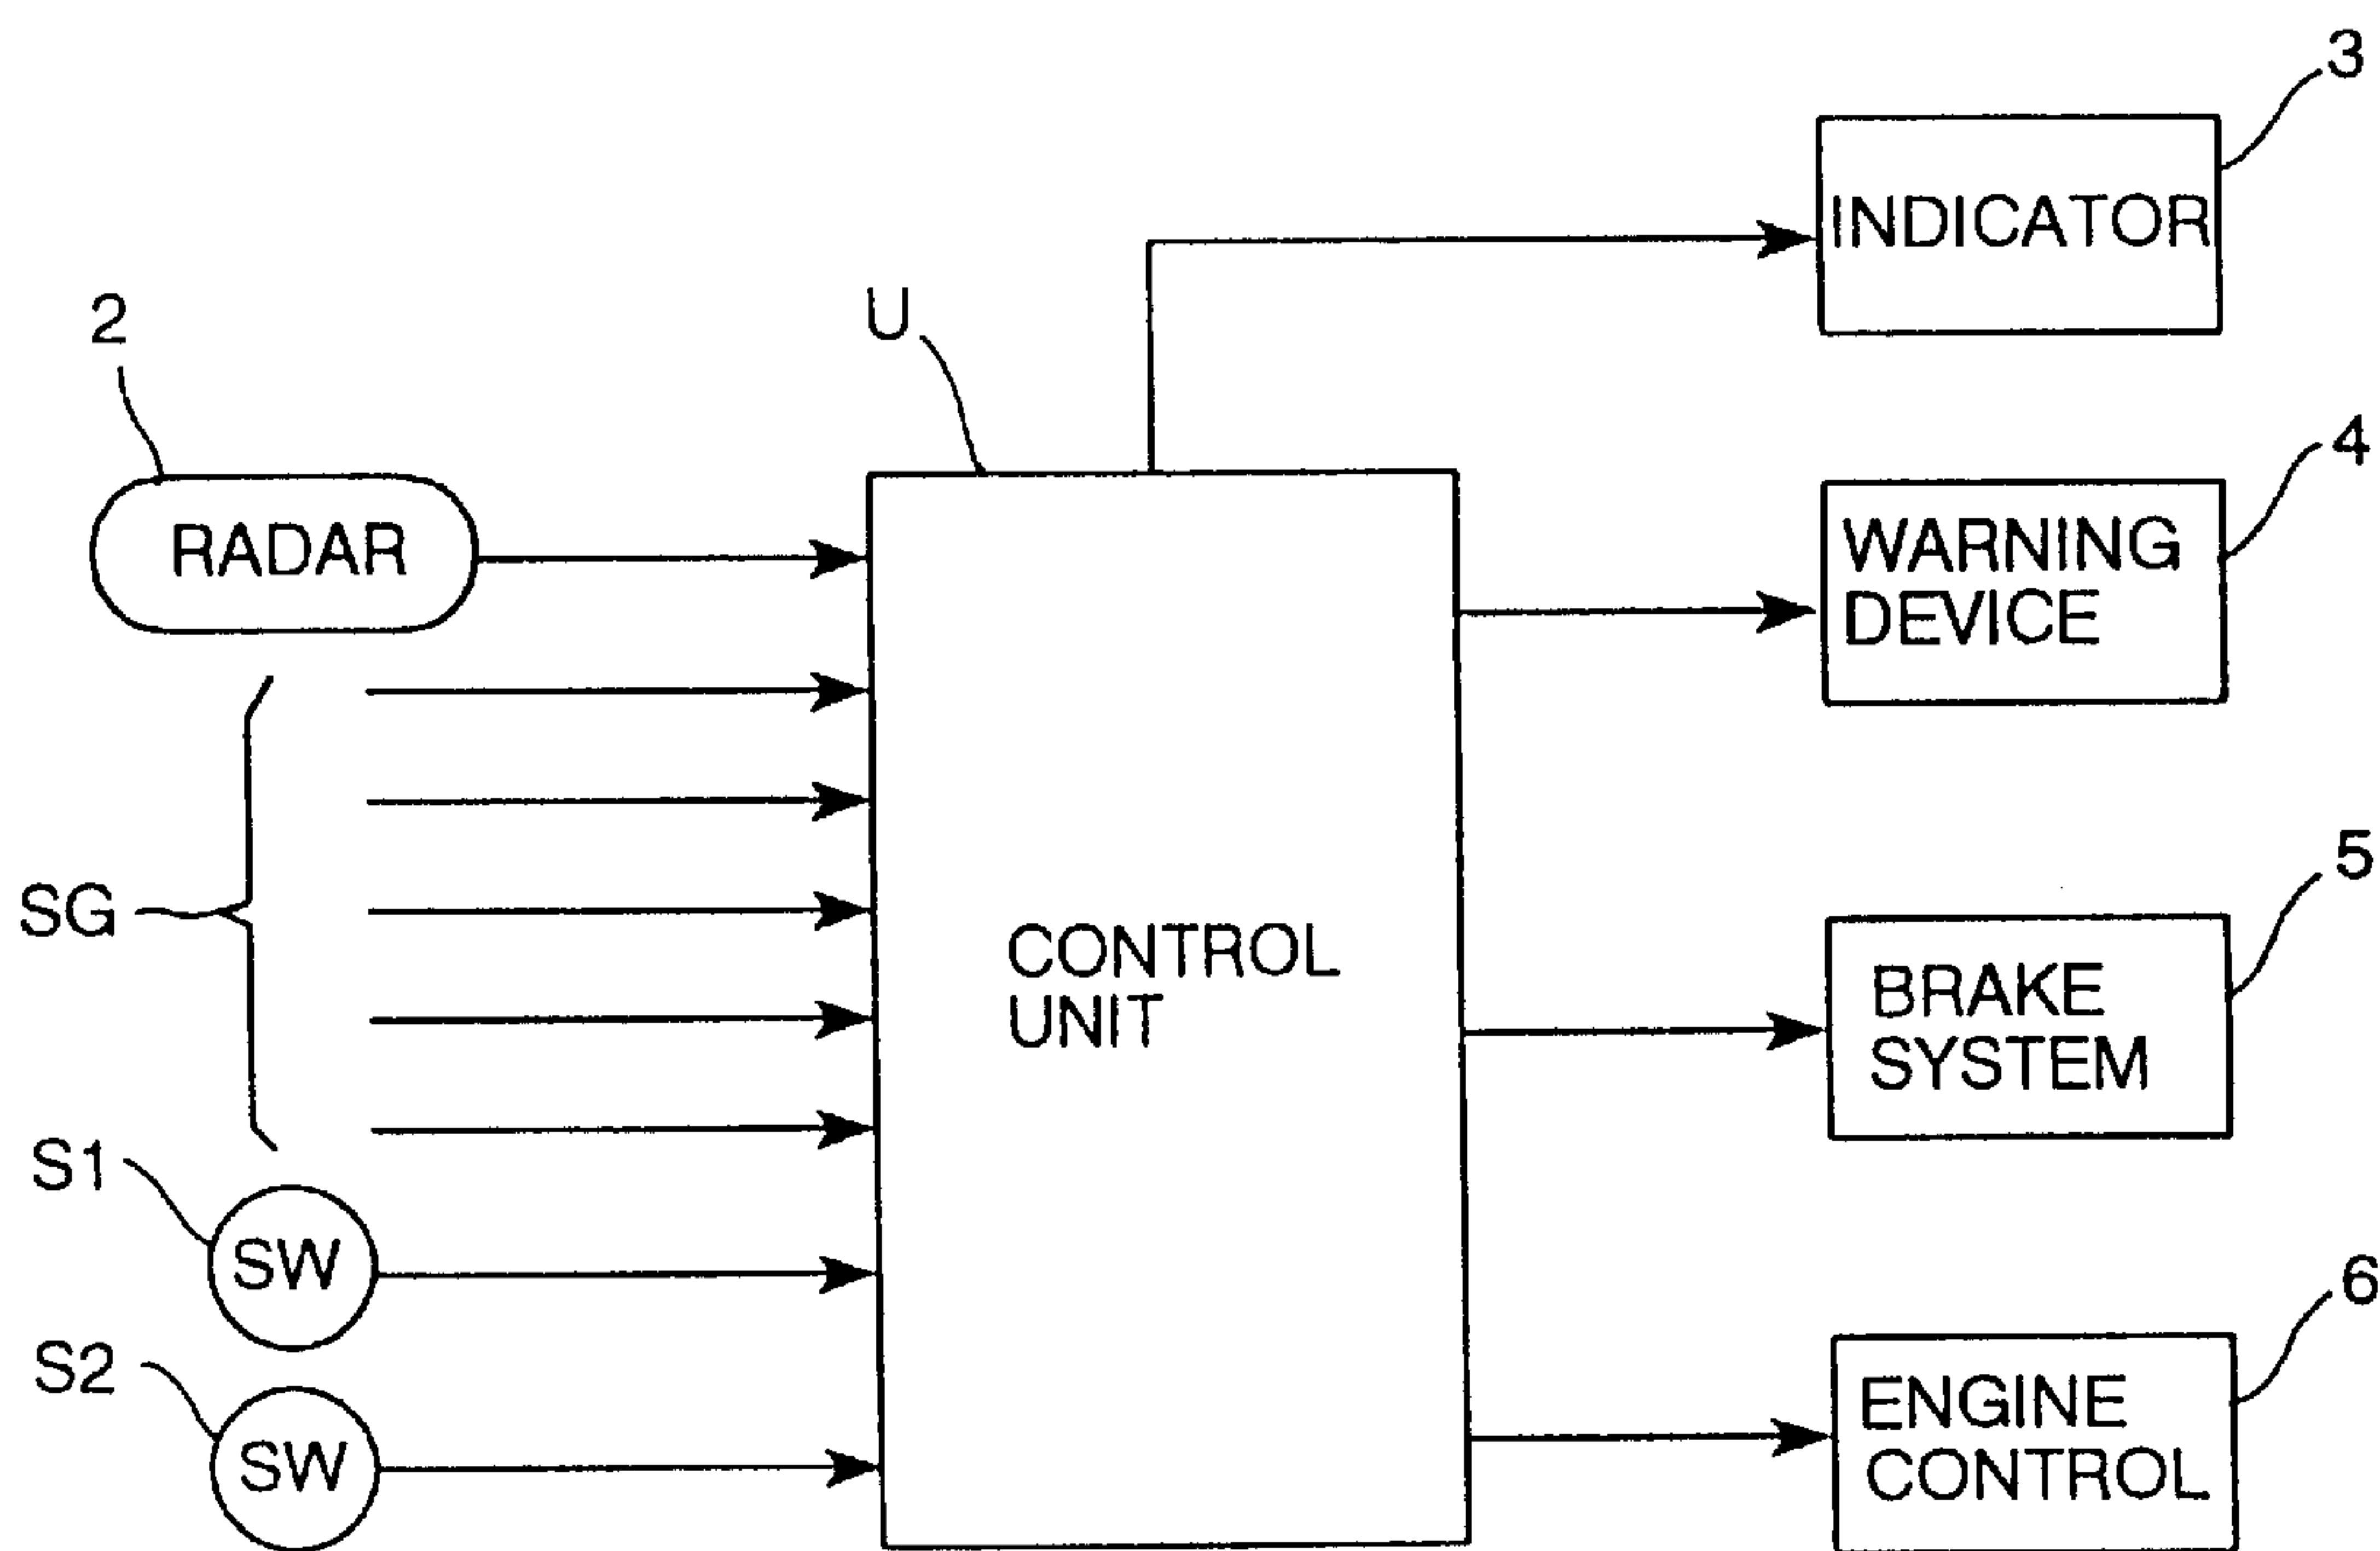 3
INDICATOR
2
U
4
RADAR
WARNING
DEVICE
5
SG
CONTROL
UNIT
BRAKE
SYSTEM
S1
SW
6
S2
ENGINE
CONTROL
SW